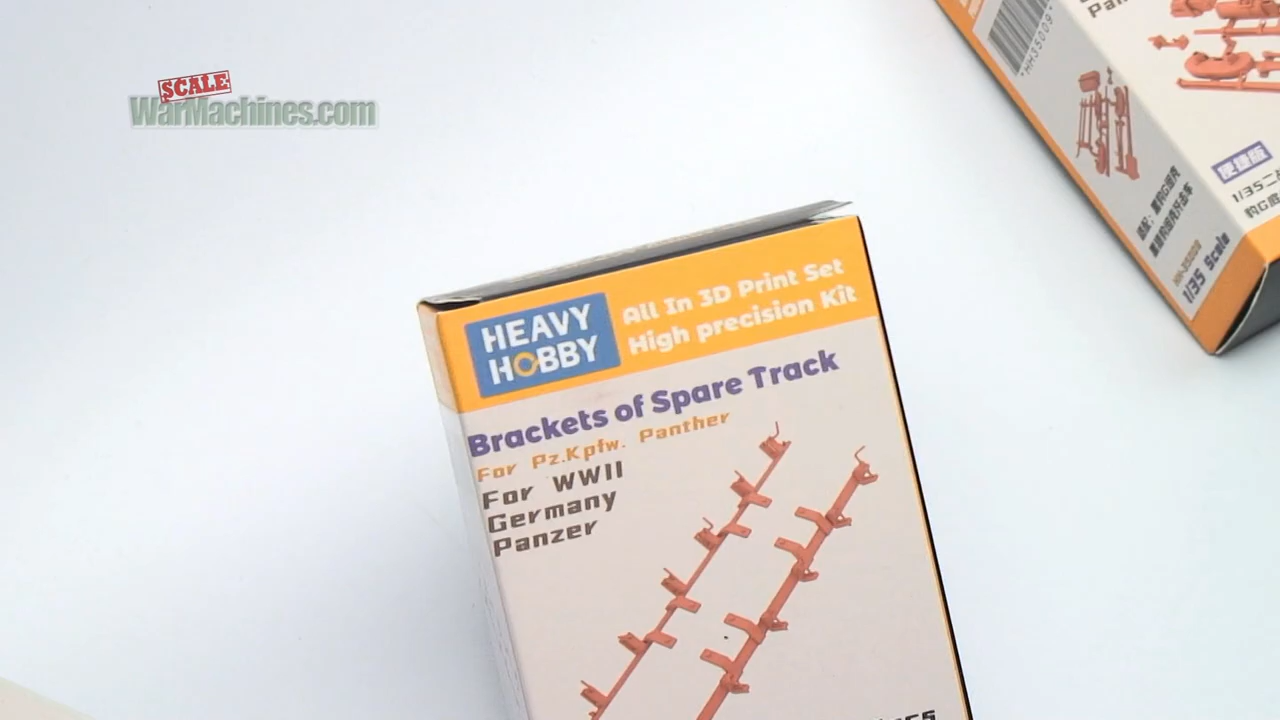 SCALE
WarMachines.com
HEAVY
HOBBY
All In 3D Print Set
High precision Kit
Brackets of Spare Track
For Pz.Kpfw. Panther
For WWII
Germany
Panzer
*HH35009*
1/35 Scale